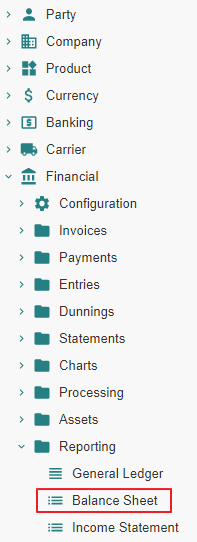 Party
Company
Product
Currency
Banking
Carrier
Financial
Configuration
Invoices
Payments
Entries
Dunnings
Statements
Charts
Processing
Assets
Reporting
General Ledger
Balance Sheet
Income Statement